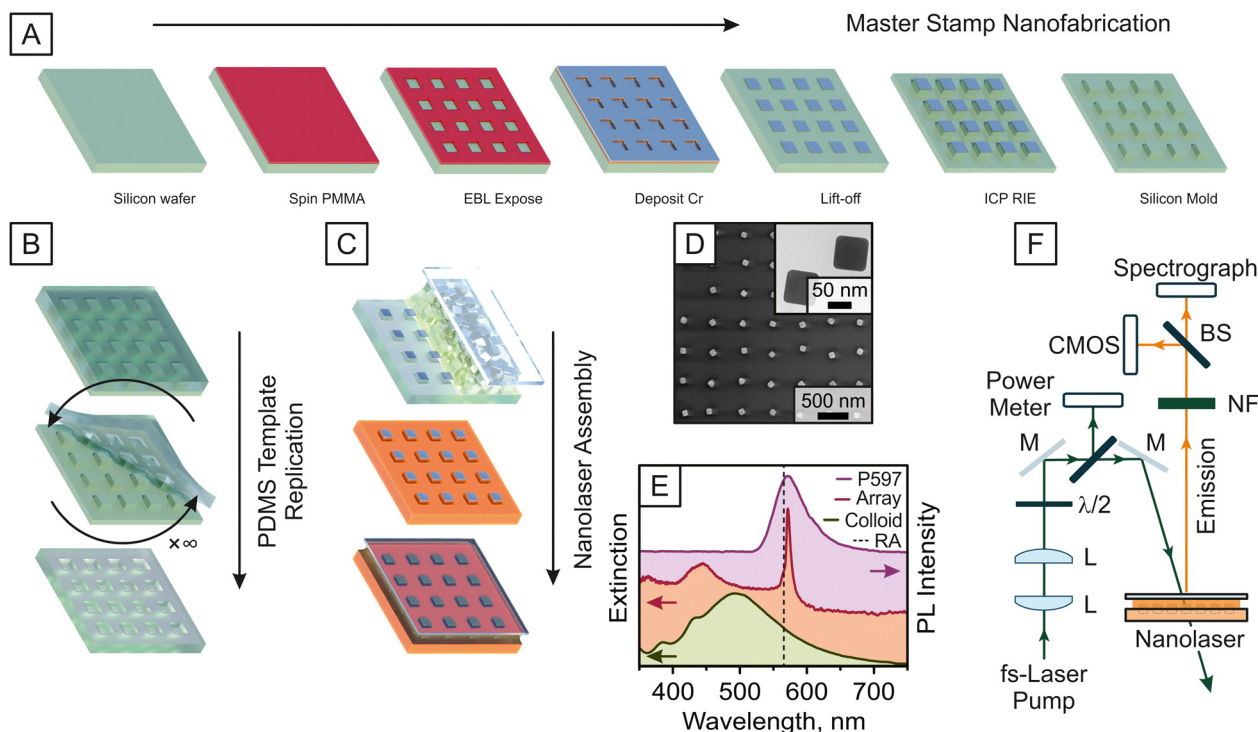 A
Master Stamp Nanofabrication
Silicon wafer
Spin PMMA
EBL Expose
Deposit Cr
Lift-off
ICP RIE
Silicon Mold
B
PDMS Template
Replication
×∞
C
Nanolaser Assembly
D
50 nm
500 nm
E
P597
Array
Colloid
--- RA
Extinction
PL Intensity
400
500
600
700
Wavelength, nm
F
Spectrograph
BS
CMOS
Power
Meter
NF
M
M
λ/2
Emission
L
L
Nanolaser
fs-Laser
Pump